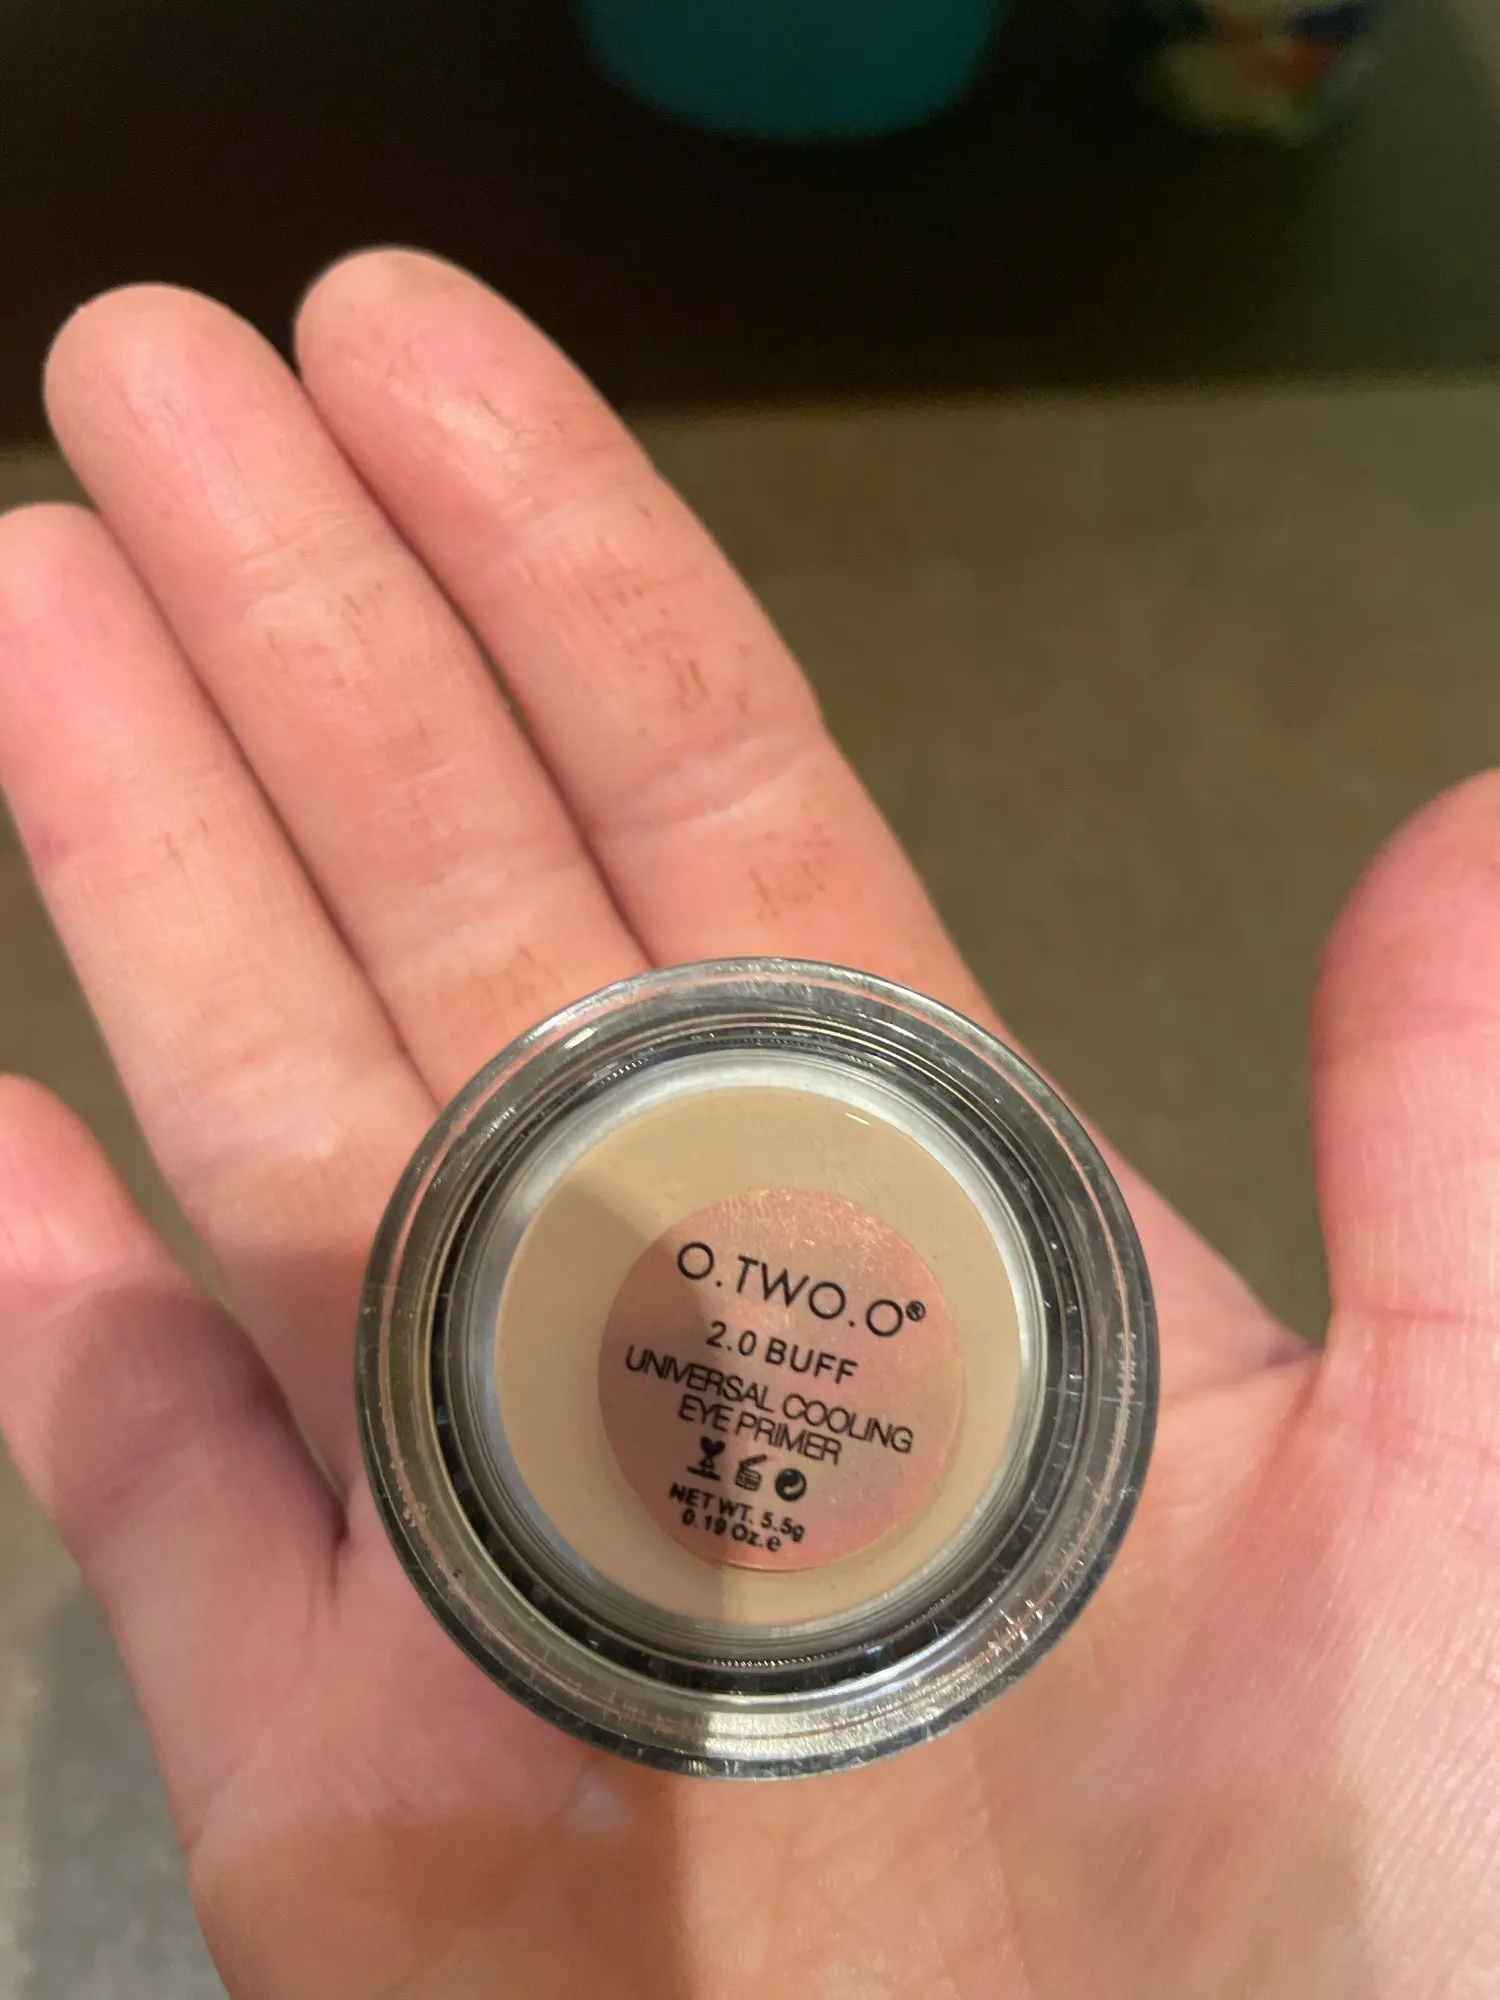 O.TWO.O®
2.0 BUFF
UNIVERSAL COOLING
EYE PRIMER
NET WT. 5.5g
0.19 Oz.e